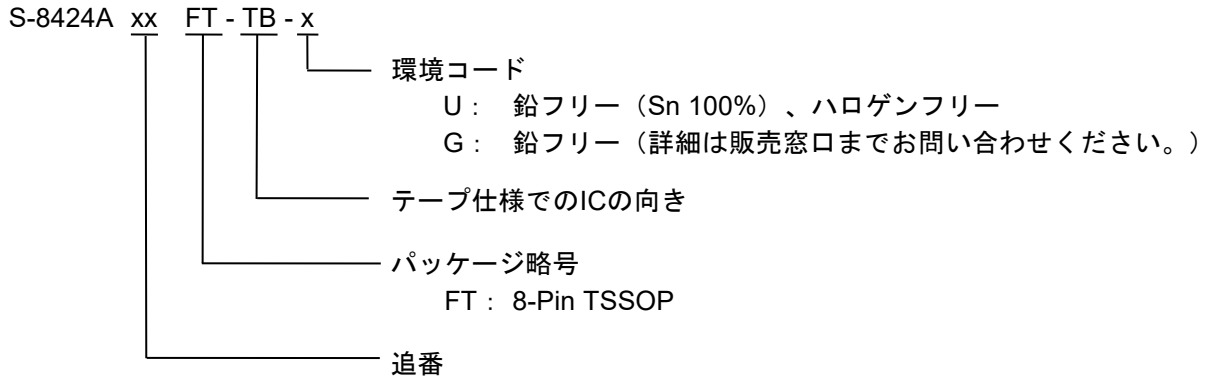 S-8424A xx FT - TB - x
環境コード
U： 鉛フリー（Sn 100%）、ハロゲンフリー
G： 鉛フリー（詳細は販売窓口までお問い合わせください。）
テープ仕様でのICの向き
パッケージ略号
FT： 8-Pin TSSOP
追番